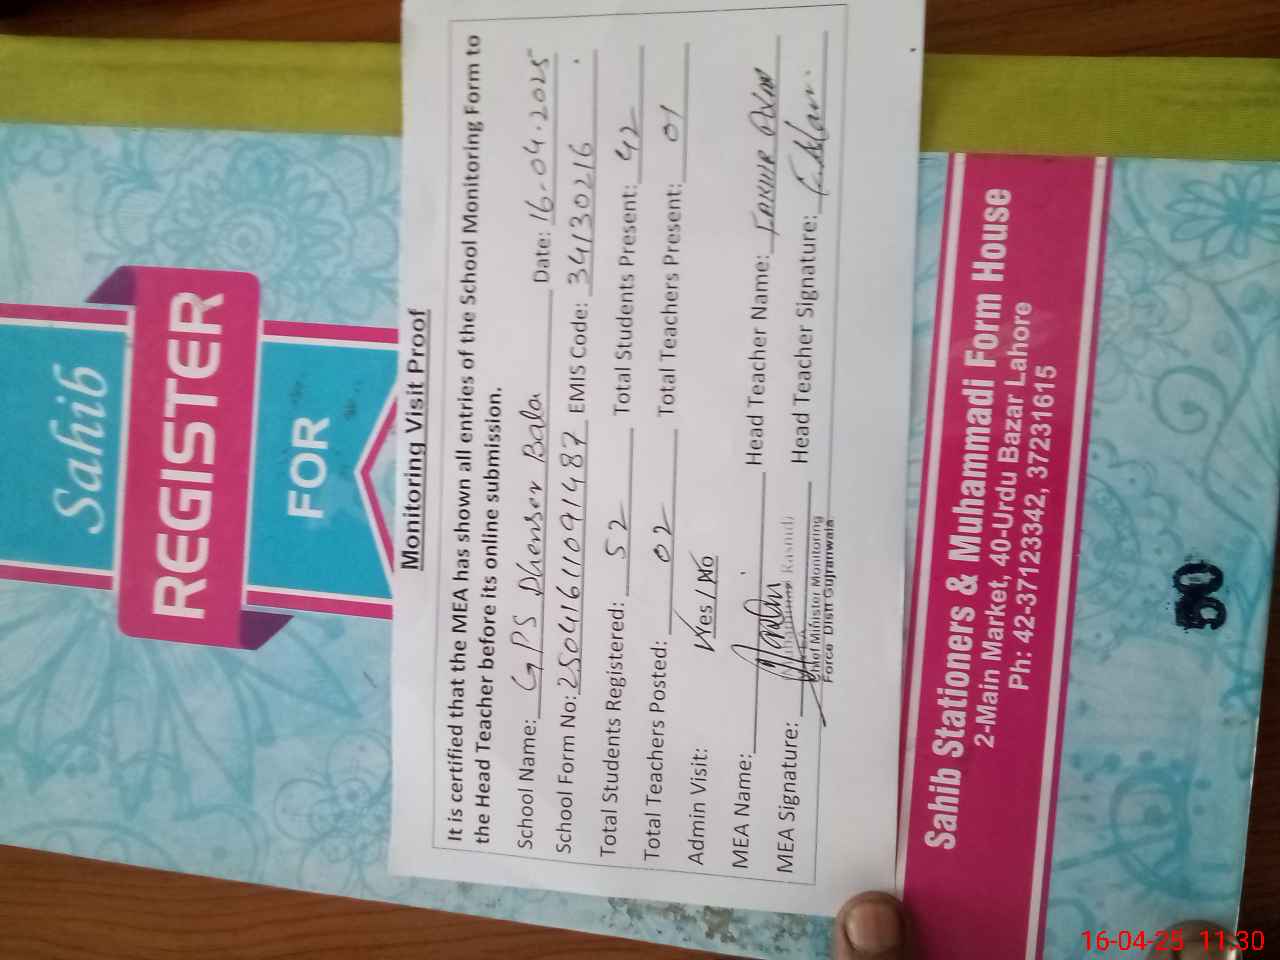 Sahib
REGISTER
FOR
Monitoring Visit Proof
It is certified that the MEA has shown all entries of the School Monitoring Form to
the Head Teacher before its online submission.
School Name: GPS Dhenser Bala Date: 16-04-2025
School Form No: 25041611091487 EMIS Code: 34130216
Total Students Registered: 52 Total Students Present: 42
Total Teachers Posted: 02 Total Teachers Present: 01
Admin Visit: Yes/No
MEA Name: Head Teacher Name:
MEA Signature: Head Teacher Signature:
Rashid)
Chief Minister Monitoring
Force Distt Gujranwala
Sahib Stationers & Muhammadi Form House
2-Main Market, 40-Urdu Bazar Lahore
Ph: 42-37123342, 37231615
16-04-25 11:30